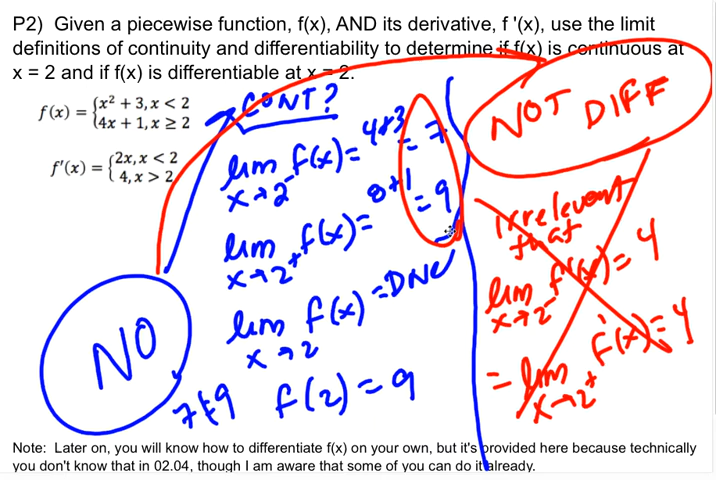 P2) Given a piecewise function, f(x), AND its derivative, f '(x), use the limit
definitions of continuity and differentiability to determine if f(x) is continuous at
x = 2 and if f(x) is differentiable at x = 2.
f(x) = {x² + 3, x < 2
4x + 1, x ≥ 2
f'(x) = {2x, x < 2
4, x > 2
CONT?
lim f(x) = 4+3 = 7
x→2⁻
lim f(x) = 8+1 = 9
x→2⁺
lim f(x) = DNE
x→2
7≠9 f(2) = 9
NO
NOT DIFF
irrelevant
that
lim f'(x) = 4
x→2⁻
= lim f'(x) = 4
x→2⁺
Note: Later on, you will know how to differentiate f(x) on your own, but it's provided here because technically
you don't know that in 02.04, though I am aware that some of you can do it already.